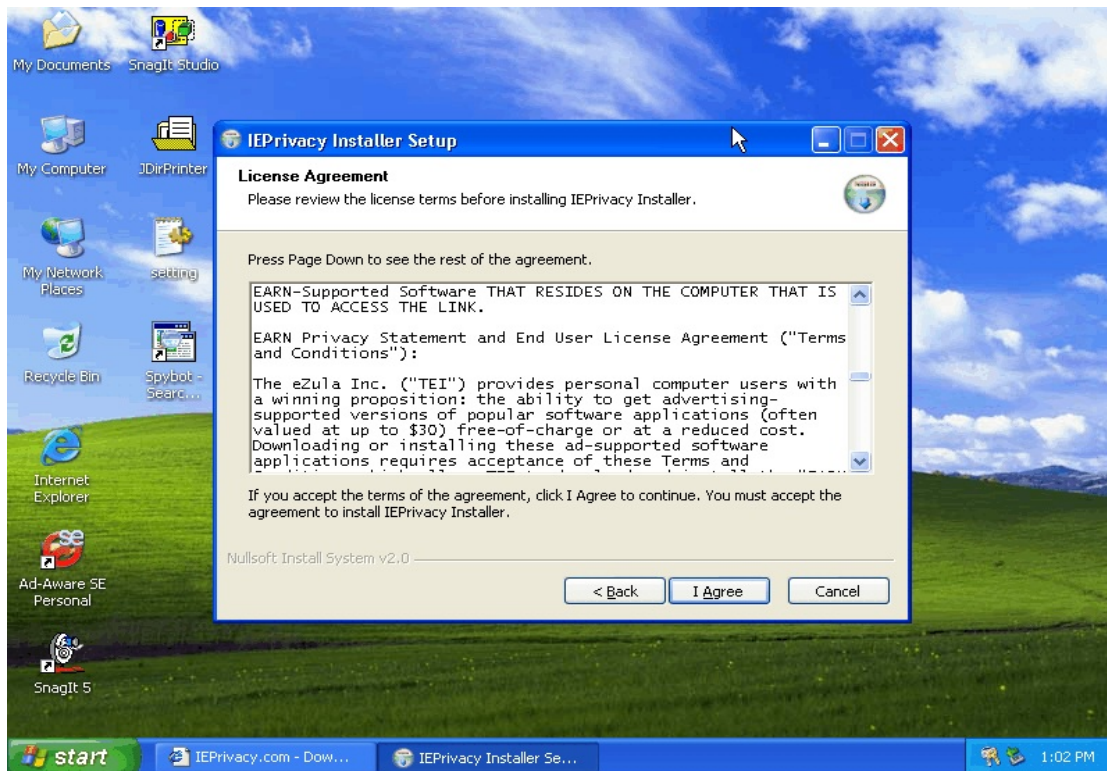 My Documents
SnagIt Studio
My Computer
JDirPrinter
My Network
Places
setting
Recycle Bin
Spybot -
Searc...
Internet
Explorer
Ad-Aware SE
Personal
SnagIt 5
IEPrivacy Installer Setup
License Agreement
Please review the license terms before installing IEPrivacy Installer.
Press Page Down to see the rest of the agreement.
EARN-Supported Software THAT RESIDES ON THE COMPUTER THAT IS
USED TO ACCESS THE LINK.
EARN Privacy Statement and End User License Agreement ("Terms
and Conditions"):
The eZula Inc. ("TEI") provides personal computer users with
a winning proposition: the ability to get advertising-
supported versions of popular software applications (often
valued at up to $30) free-of-charge or at a reduced cost.
Downloading or installing these ad-supported software
applications requires acceptance of these Terms and
If you accept the terms of the agreement, click I Agree to continue. You must accept the
agreement to install IEPrivacy Installer.
Nullsoft Install System v2.0
< Back
I Agree
Cancel
start
IEPrivacy.com - Dow...
IEPrivacy Installer Se...
1:02 PM